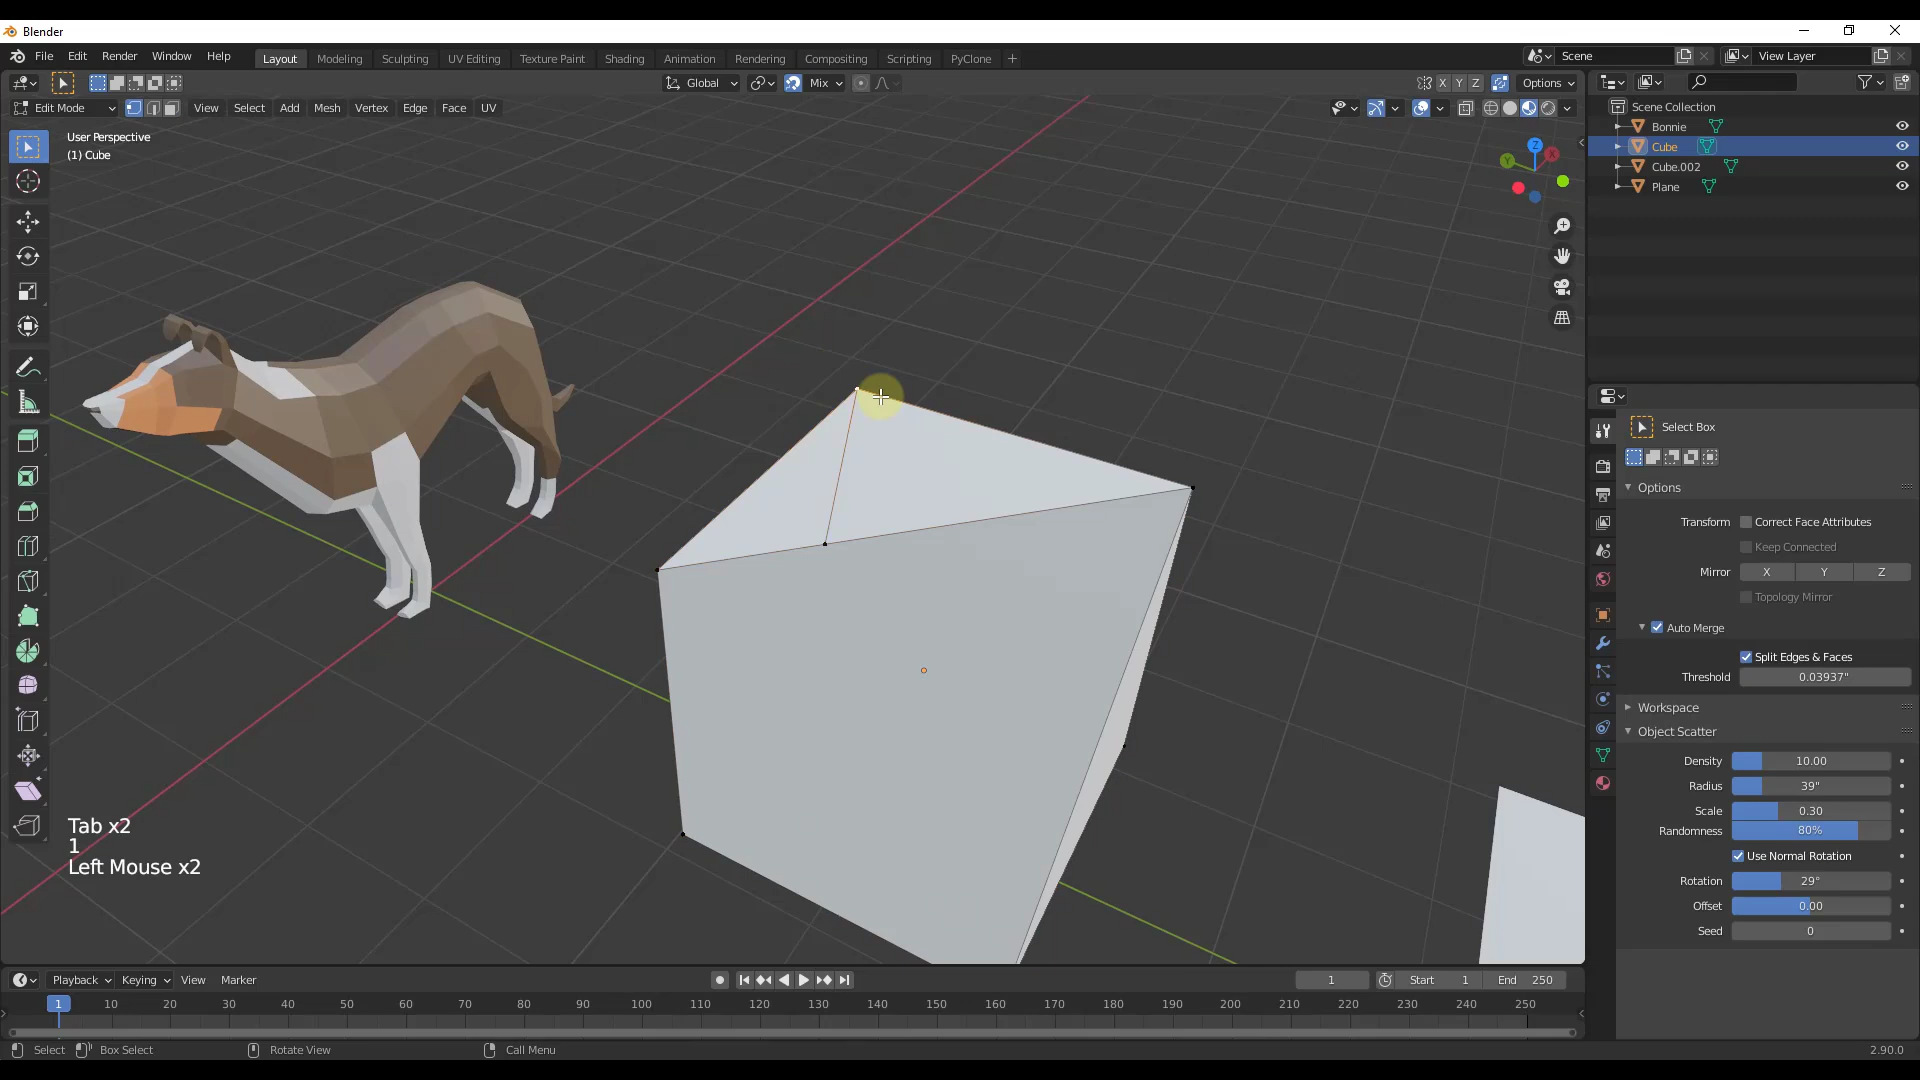 Blender
File Edit Render Window Help
Layout Modeling Sculpting UV Editing Texture Paint Shading Animation Rendering Compositing Scripting PyClone +
Scene
View Layer
Global
Mix
X Y Z
Options
Edit Mode
View Select Add Mesh Vertex Edge Face UV
User Perspective
(1) Cube
Z
X
Y
Scene Collection
Bonnie
Cube
Cube.002
Plane
Select Box
Options
Transform Correct Face Attributes
Keep Connected
Mirror X Y Z
Topology Mirror
Auto Merge
Split Edges & Faces
Threshold 0.03937"
Workspace
Object Scatter
Density 10.00
Radius 39"
Scale 0.30
Randomness 80%
Use Normal Rotation
Rotation 29°
Offset 0.00
Seed 0
Tab x2
1
Left Mouse x2
Playback Keying View Marker
1
Start 1
End 250
1 10 20 30 40 50 60 70 80 90 100 110 120 130 140 150 160 170 180 190 200 210 220 230 240 250
Select
Box Select
Rotate View
Call Menu
2.90.0